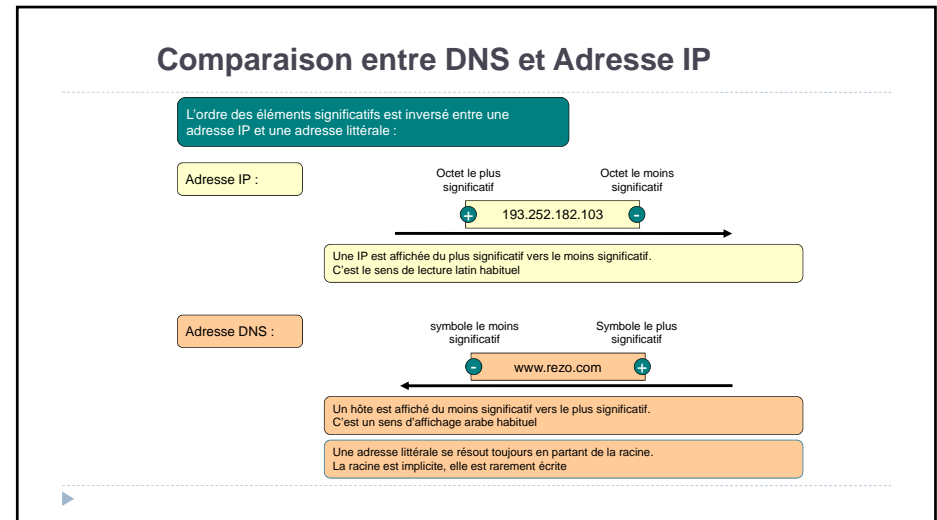 Comparaison entre DNS et Adresse IP
L'ordre des éléments significatifs est inversé entre une
adresse IP et une adresse littérale :
Adresse IP :
Octet le plus
significatif
Octet le moins
significatif
+ 193.252.182.103 -
Une IP est affichée du plus significatif vers le moins significatif.
C'est le sens de lecture latin habituel
Adresse DNS :
symbole le moins
significatif
Symbole le plus
significatif
- www.rezo.com +
Un hôte est affiché du moins significatif vers le plus significatif.
C'est un sens d'affichage arabe habituel
Une adresse littérale se résout toujours en partant de la racine.
La racine est implicite, elle est rarement écrite